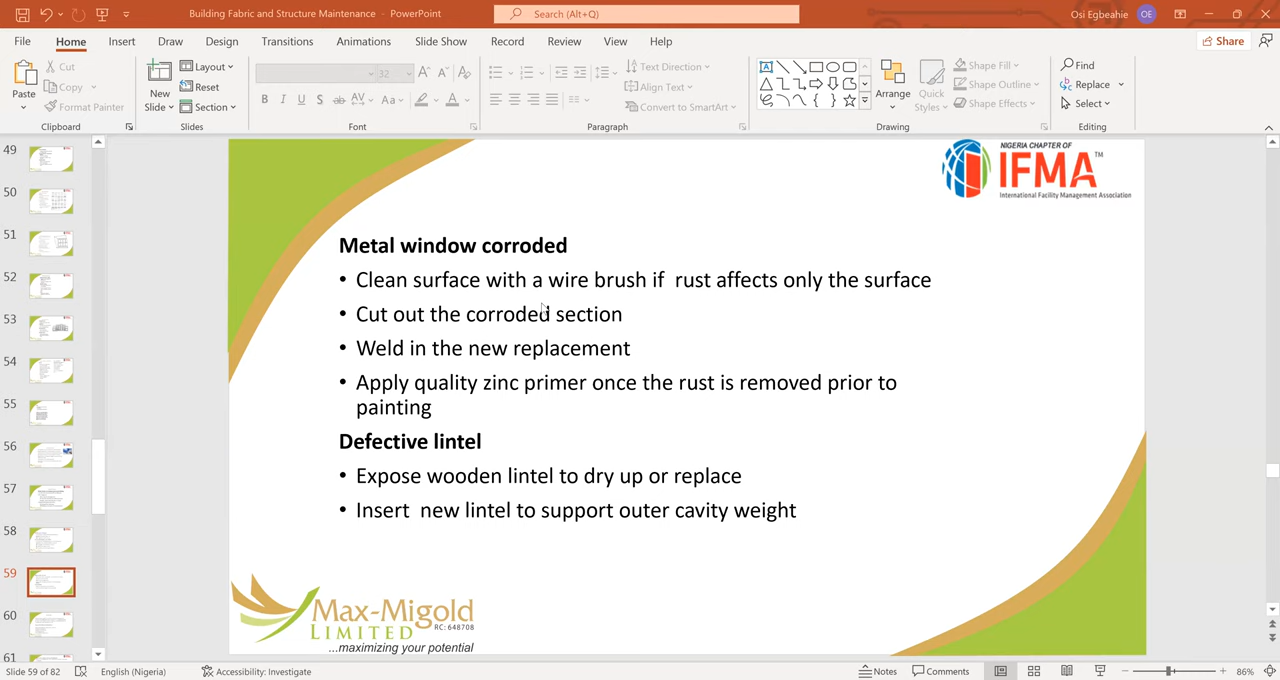 Building Fabric and Structure Maintenance - PowerPoint
Search (Alt+Q)
Osi Egbeahie
OE
File
Home
Insert
Draw
Design
Transitions
Animations
Slide Show
Record
Review
View
Help
Share
Paste
Cut
Copy
Format Painter
Clipboard
New Slide
Layout
Reset
Section
Slides
32
Font
Text Direction
Align Text
Convert to SmartArt
Paragraph
Arrange
Quick Styles
Shape Fill
Shape Outline
Shape Effects
Drawing
Find
Replace
Select
Editing
49
50
51
52
53
54
55
56
57
58
59
60
61
NIGERIA CHAPTER OF
IFMA™
International Facility Management Association
Metal window corroded
• Clean surface with a wire brush if rust affects only the surface
• Cut out the corroded section
• Weld in the new replacement
• Apply quality zinc primer once the rust is removed prior to
painting
Defective lintel
• Expose wooden lintel to dry up or replace
• Insert new lintel to support outer cavity weight
Max-Migold
LIMITED
RC: 648708
...maximizing your potential
Slide 59 of 82
English (Nigeria)
Accessibility: Investigate
Notes
Comments
86%